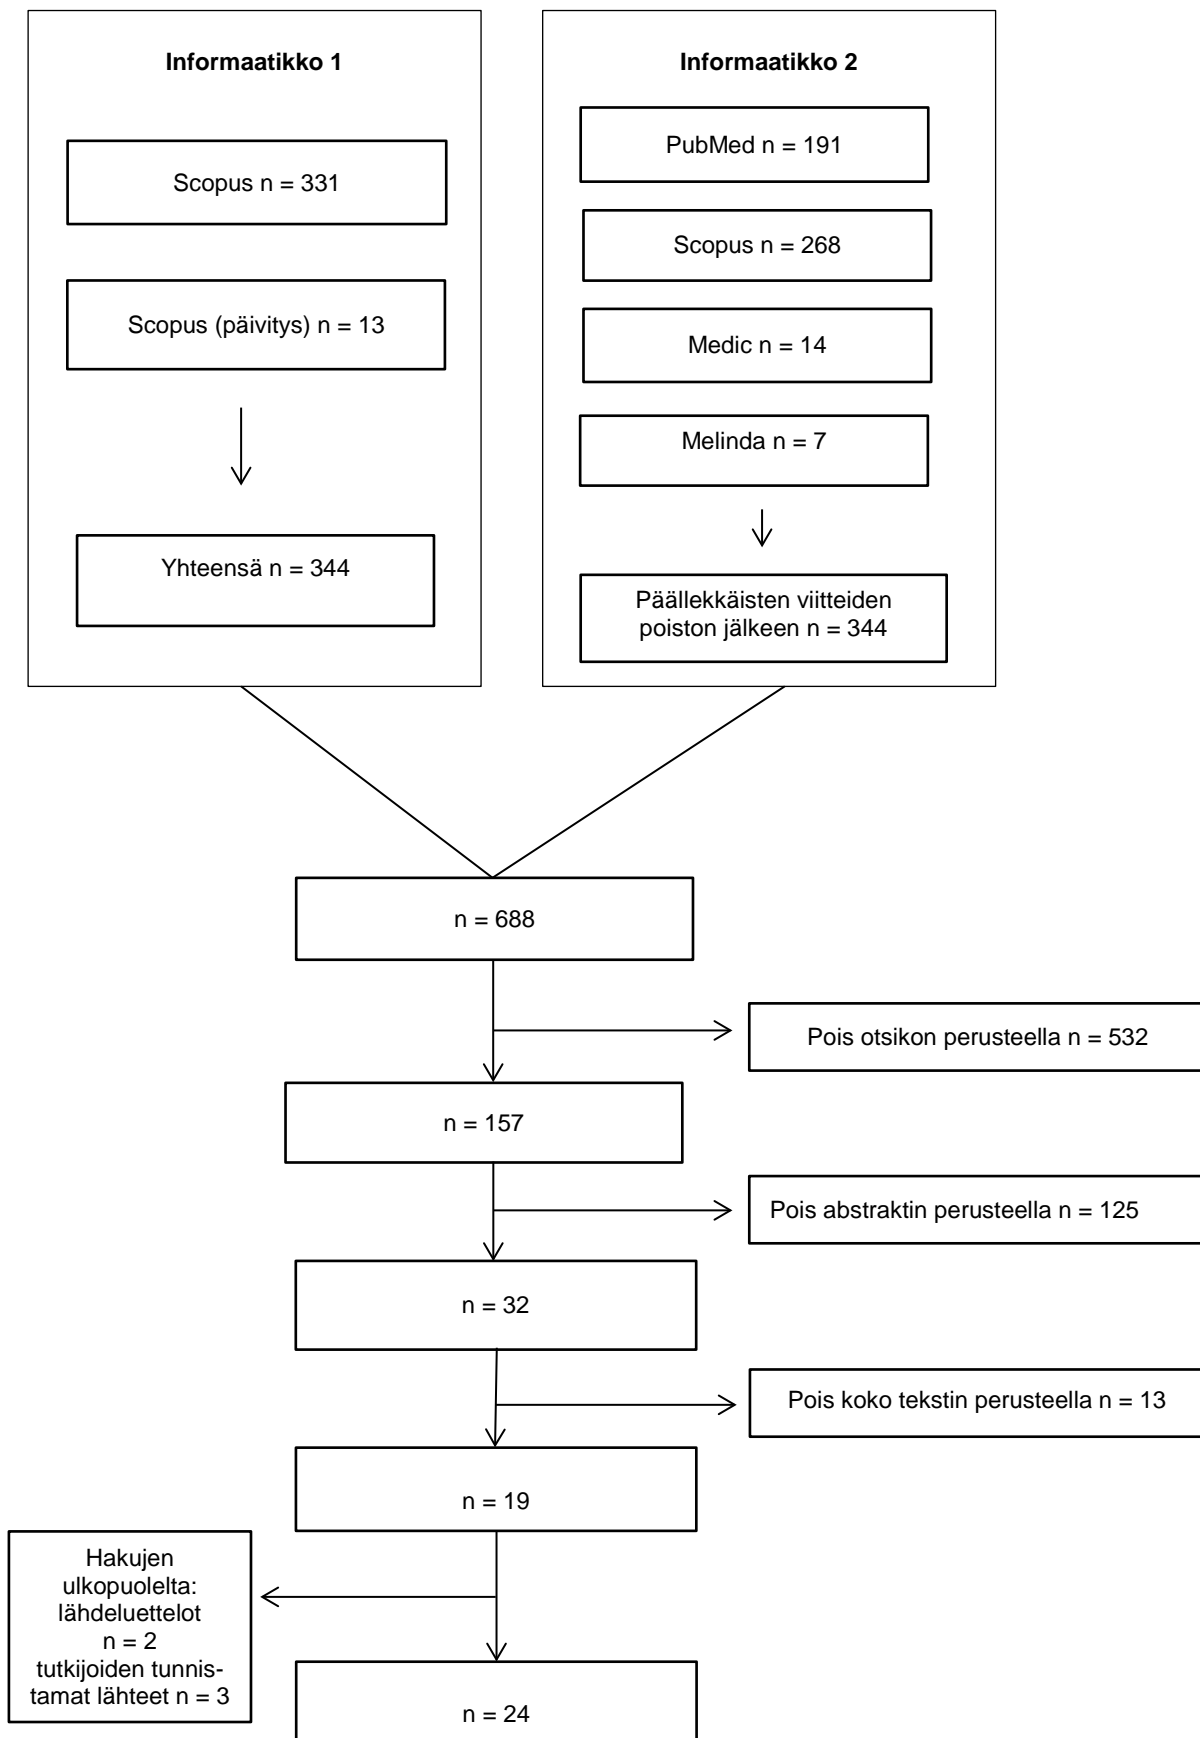 Informaatikko 1
Scopus n = 331
Scopus (päivitys) n = 13
Yhteensä n = 344
Informaatikko 2
PubMed n = 191
Scopus n = 268
Medic n = 14
Melinda n = 7
Päällekkäisten viitteiden
poiston jälkeen n = 344
n = 688
Pois otsikon perusteella n = 532
n = 157
Pois abstraktin perusteella n = 125
n = 32
Pois koko tekstin perusteella n = 13
n = 19
Hakujen
ulkopuolelta:
lähdeluettelot
n = 2
tutkijoiden tunnis-
tamat lähteet n = 3
n = 24